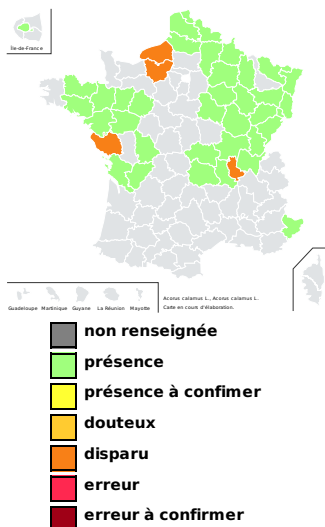 Île-de-France
Acorus calamus L., Acorus calamus L.
Carte en cours d'élaboration.
Guadeloupe Martinique Guyane La Réunion Mayotte
non renseignée
présence
présence à confimer
douteux
disparu
erreur
erreur à confirmer